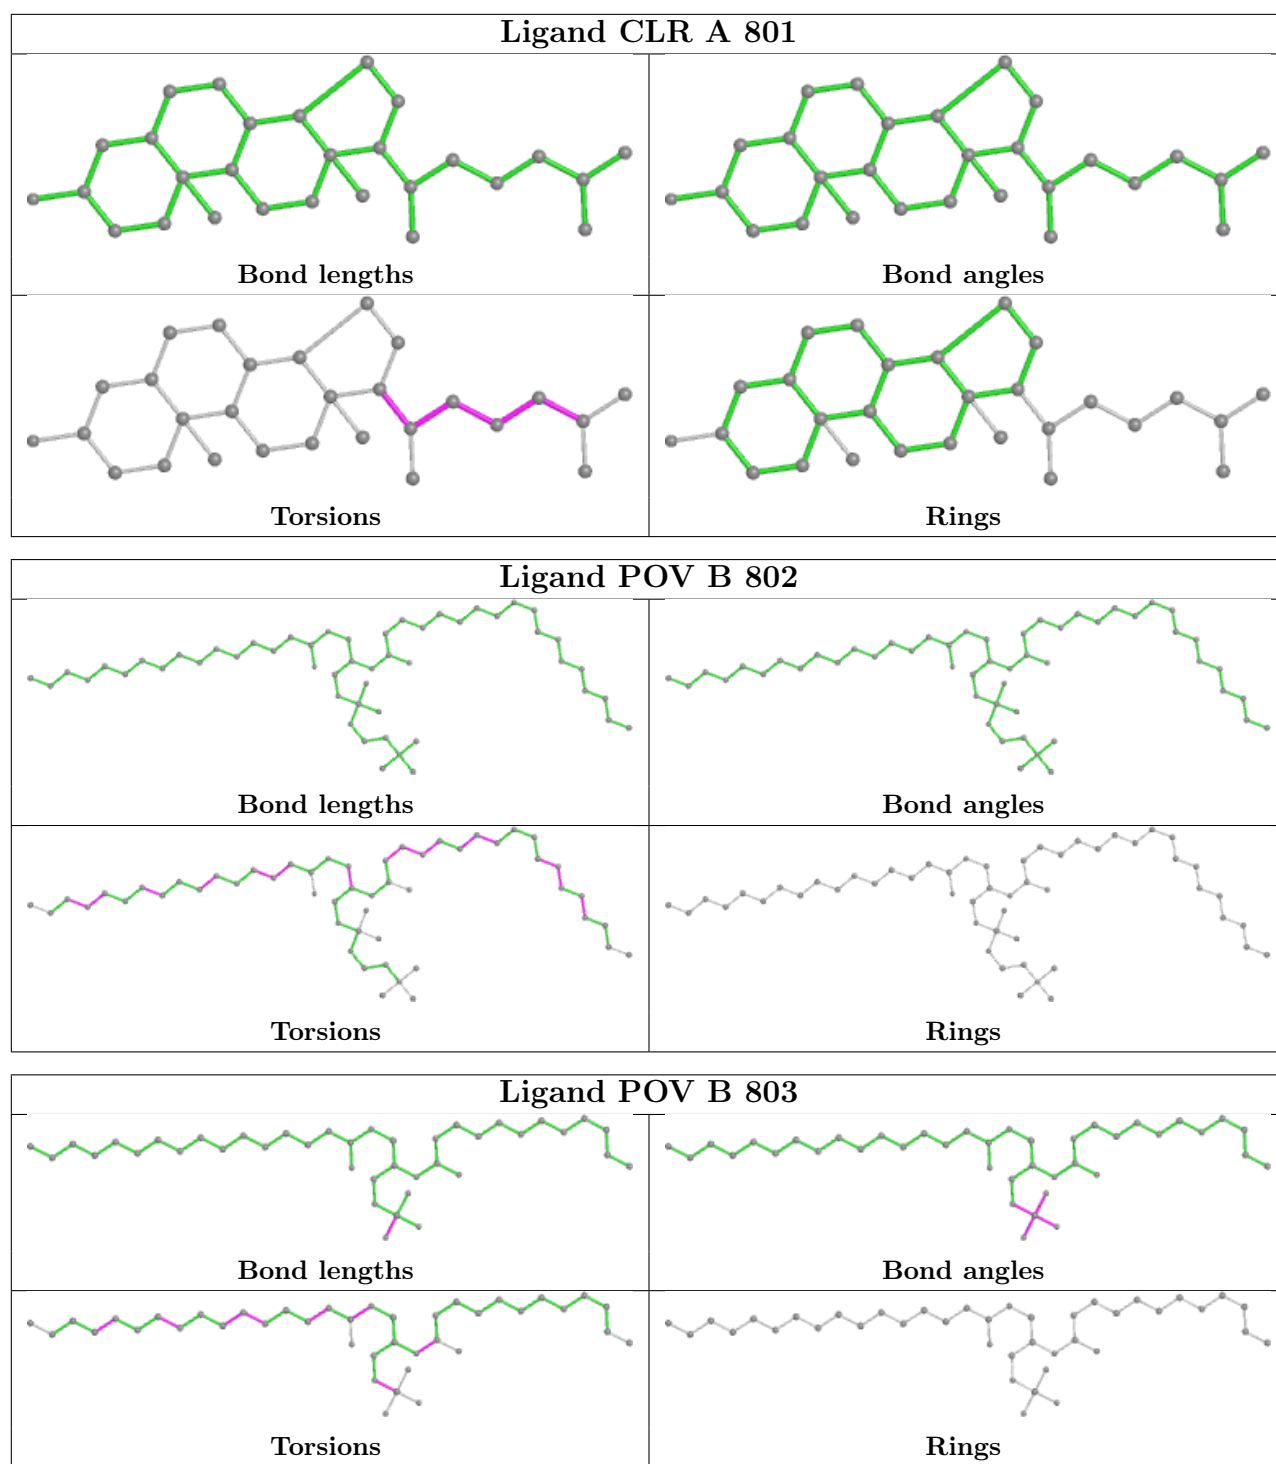 Ligand CLR A 801
Bond lengths
Bond angles
Torsions
Rings
Ligand POV B 802
Bond lengths
Bond angles
Torsions
Rings
Ligand POV B 803
Bond lengths
Bond angles
Torsions
Rings